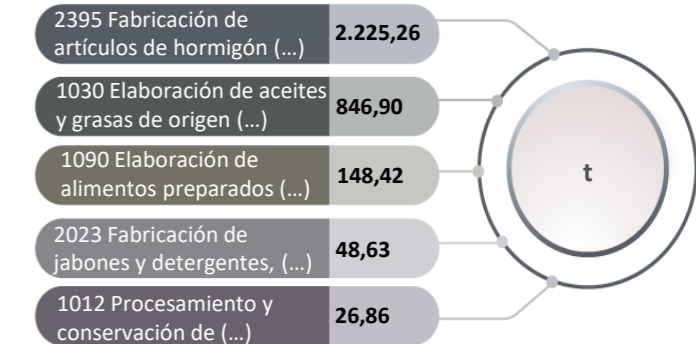 2395 Fabricación de
artículos de hormigón (...)
2.225,26
1030 Elaboración de aceites
y grasas de origen (...)
846,90
1090 Elaboración de
alimentos preparados (...)
148,42
t
2023 Fabricación de
jabones y detergentes, (...)
48,63
1012 Procesamiento y
conservación de (...)
26,86